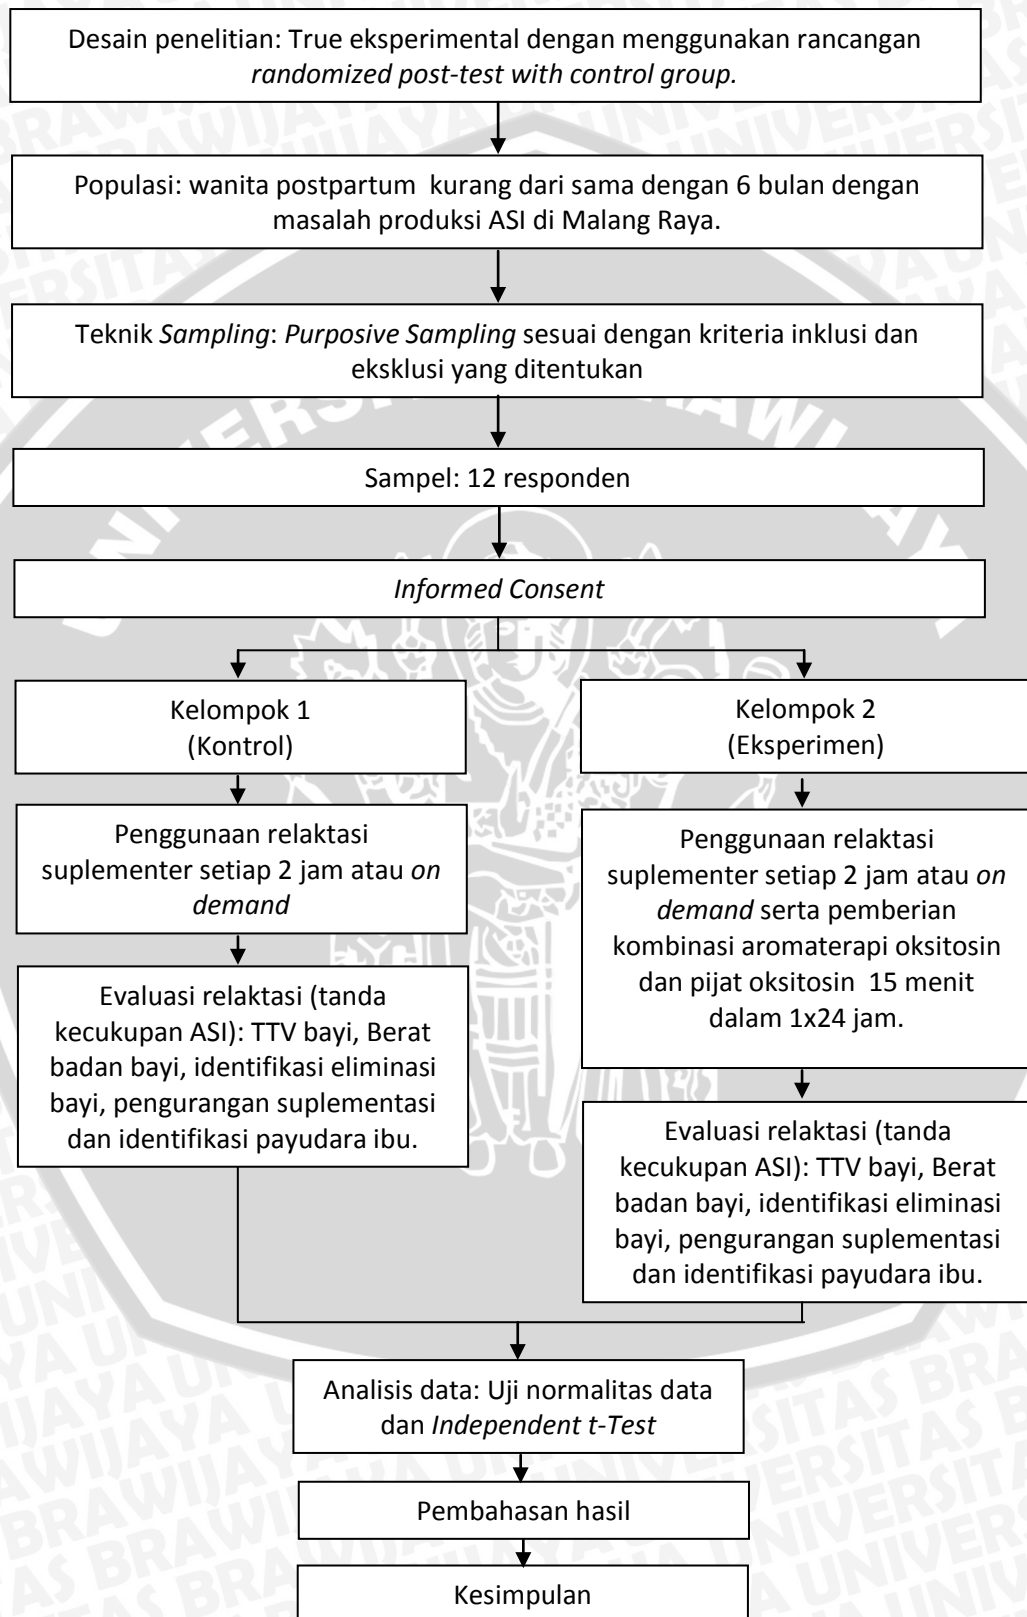 Desain penelitian: True eksperimental dengan menggunakan rancangan
randomized post-test with control group.
Populasi: wanita postpartum  kurang dari sama dengan 6 bulan dengan
masalah produksi ASI di Malang Raya.
Teknik Sampling: Purposive Sampling sesuai dengan kriteria inklusi dan
eksklusi yang ditentukan
Sampel: 12 responden
Informed Consent
Kelompok 1
(Kontrol)
Kelompok 2
(Eksperimen)
Penggunaan relaktasi
suplementer setiap 2 jam atau on
demand
Penggunaan relaktasi
suplementer setiap 2 jam atau on
demand serta pemberian
kombinasi aromaterapi oksitosin
dan pijat oksitosin  15 menit
dalam 1x24 jam.
Evaluasi relaktasi (tanda
kecukupan ASI): TTV bayi, Berat
badan bayi, identifikasi eliminasi
bayi, pengurangan suplementasi
dan identifikasi payudara ibu.
Evaluasi relaktasi (tanda
kecukupan ASI): TTV bayi, Berat
badan bayi, identifikasi eliminasi
bayi, pengurangan suplementasi
dan identifikasi payudara ibu.
Analisis data: Uji normalitas data
dan Independent t-Test
Pembahasan hasil
Kesimpulan